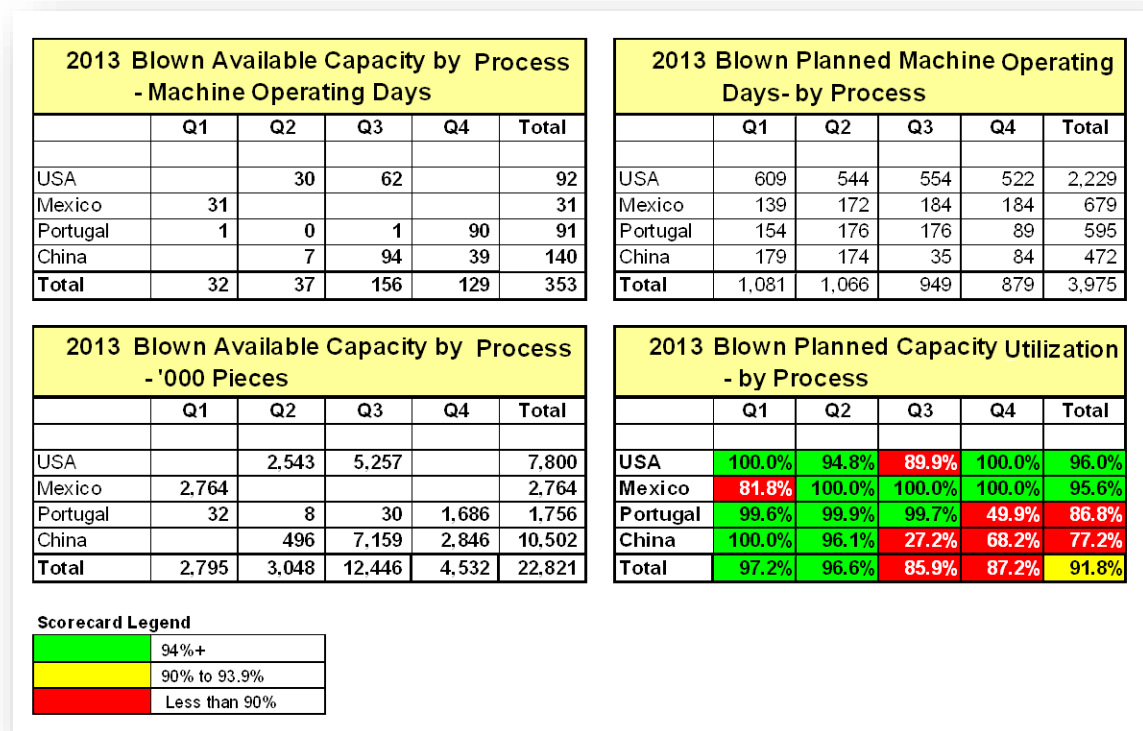 2013 Blown Available Capacity by Process
- Machine Operating Days
Q1 Q2 Q3 Q4 Total
USA 30 62 92
Mexico 31 31
Portugal 1 0 1 90 91
China 7 94 39 140
Total 32 37 156 129 353
2013 Blown Planned Machine Operating
Days- by Process
Q1 Q2 Q3 Q4 Total
USA 609 544 554 522 2,229
Mexico 139 172 184 184 679
Portugal 154 176 176 89 595
China 179 174 35 84 472
Total 1,081 1,066 949 879 3,975
2013 Blown Available Capacity by Process
- '000 Pieces
Q1 Q2 Q3 Q4 Total
USA 2,543 5,257 7,800
Mexico 2,764 2,764
Portugal 32 8 30 1,686 1,756
China 496 7,159 2,846 10,502
Total 2,795 3,048 12,446 4,532 22,821
2013 Blown Planned Capacity Utilization
- by Process
Q1 Q2 Q3 Q4 Total
USA 100.0% 94.8% 89.9% 100.0% 96.0%
Mexico 81.8% 100.0% 100.0% 100.0% 95.6%
Portugal 99.6% 99.9% 99.7% 49.9% 86.8%
China 100.0% 96.1% 27.2% 68.2% 77.2%
Total 97.2% 96.6% 85.9% 87.2% 91.8%
Scorecard Legend
94%+
90% to 93.9%
Less than 90%